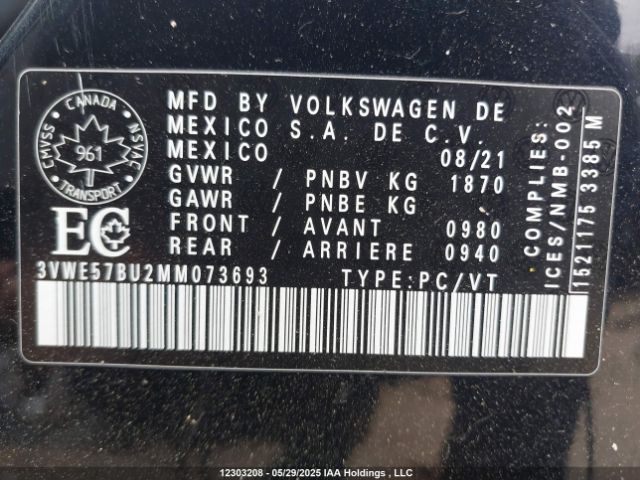 MFD BY VOLKSWAGEN DE
MEXICO S.A. DE C.V.
MEXICO 08/21
GVWR / PNBV KG 1870
GAWR / PNBE KG
FRONT / AVANT 0980
REAR / ARRIERE 0940
3VWE57BU2MM073693 TYPE:PC/VT
CANADA
CMVSS
NSVAC
961
TRANSPORT
EC
COMPLIES:
ICES/NMB-002
1521175 3385 M
12303208 - 05/29/2025 IAA Holdings , LLC